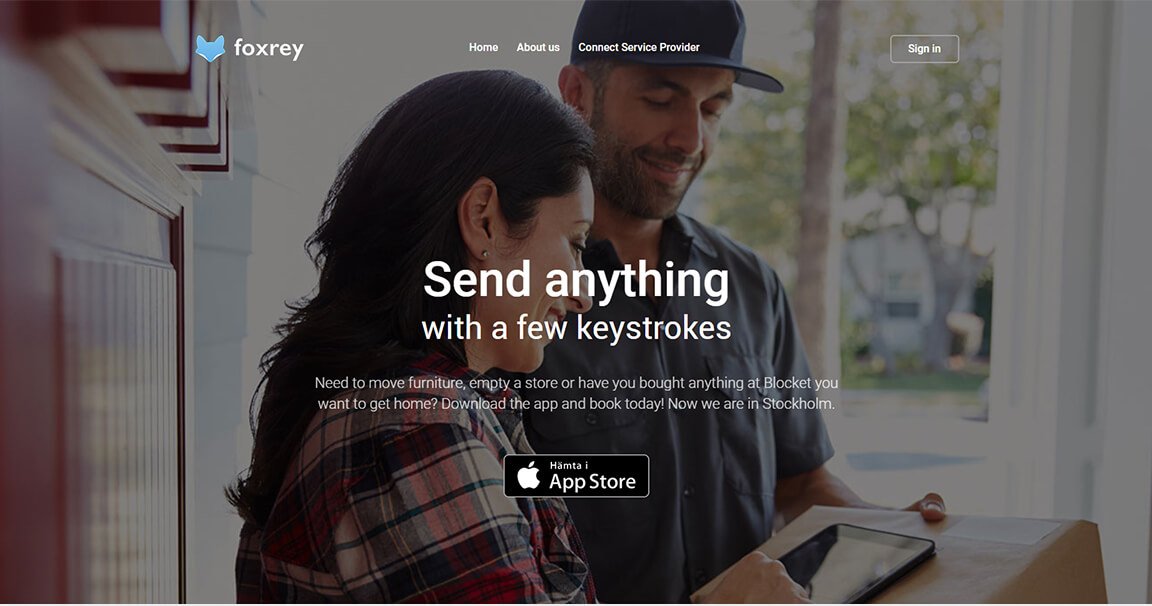 foxrey
Home About us Connect Service Provider
Sign in
Send anything
with a few keystrokes
Need to move furniture, empty a store or have you bought anything at Blocket you
want to get home? Download the app and book today! Now we are in Stockholm.
Hämta i
App Store